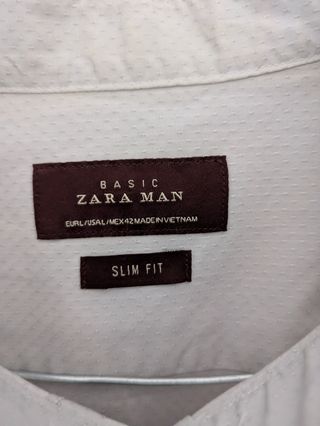 BASIC
ZARA MAN
EUR L/USA L/MEX 42 MADE IN VIETNAM
SLIM FIT